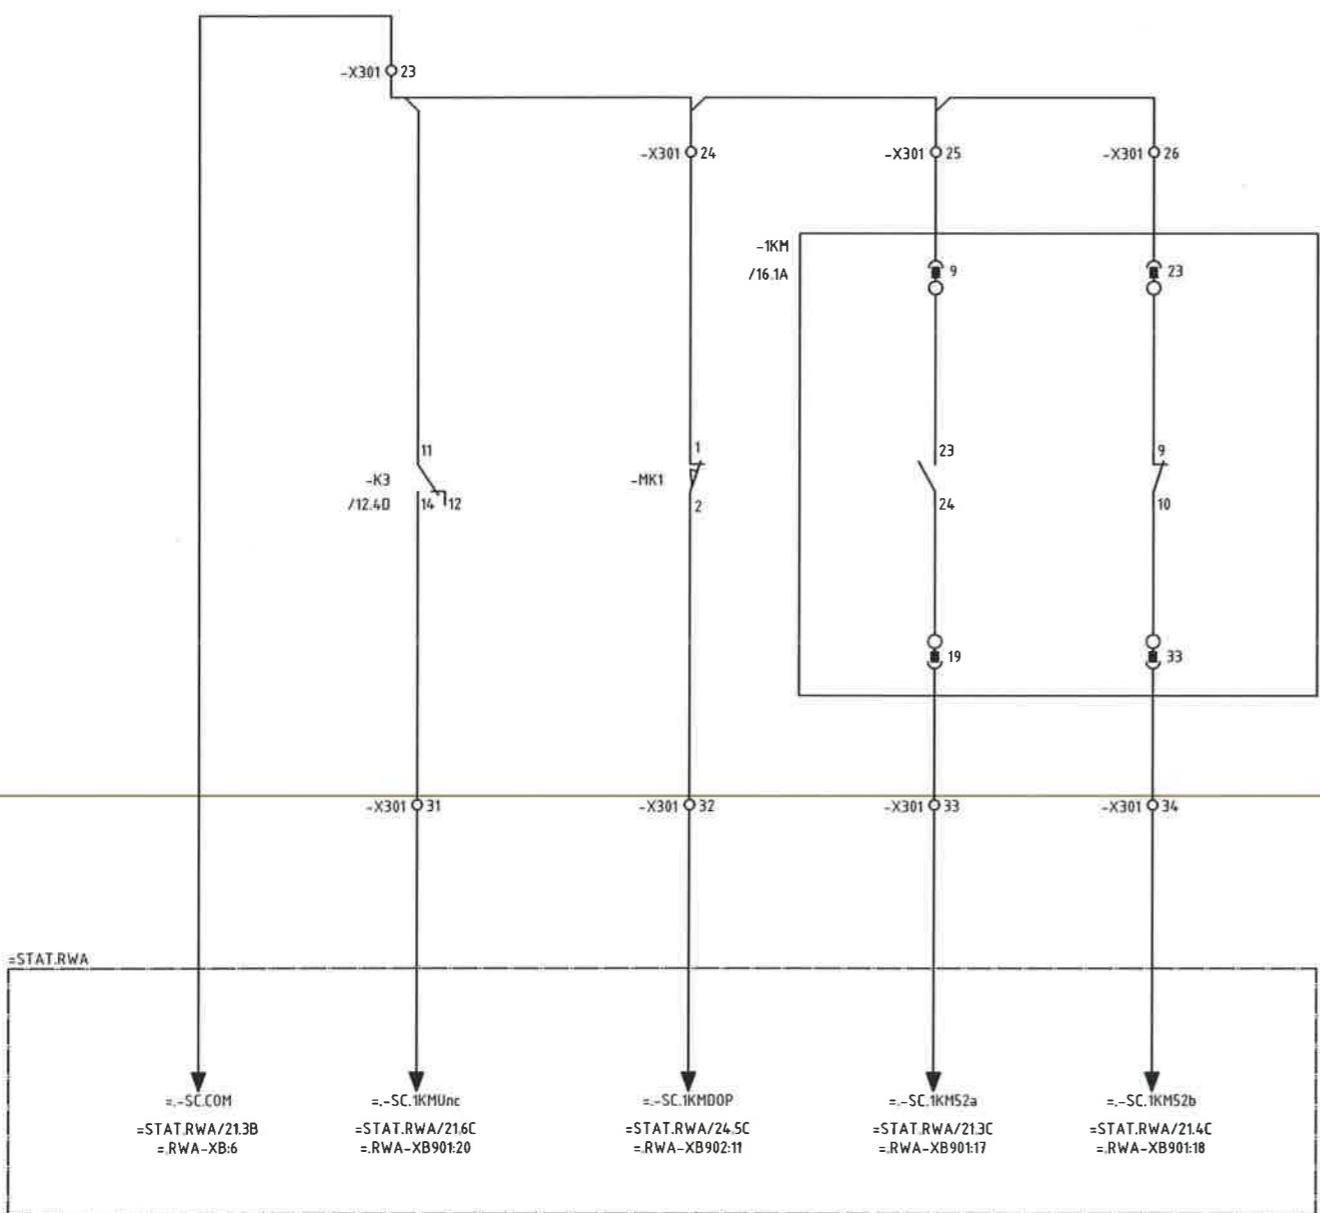 -X301 23
-X301 24
-X301 25
-X301 26
-1KM
/16.1A
9
23
11
-K3
/12.4D
14
12
1
-MK1
2
23
24
9
10
19
33
-X301 31
-X301 32
-X301 33
-X301 34
=STAT.RWA
=.-SC.COM
=STAT.RWA/21.3B
=.RWA-XB:6
=.-SC.1KMUnc
=STAT.RWA/21.6C
=.RWA-XB901:20
=.-SC.1KMDOP
=STAT.RWA/24.5C
=.RWA-XB902:11
=.-SC.1KM52a
=STAT.RWA/21.3C
=.RWA-XB901:17
=.-SC.1KM52b
=STAT.RWA/21.4C
=.RWA-XB901:18